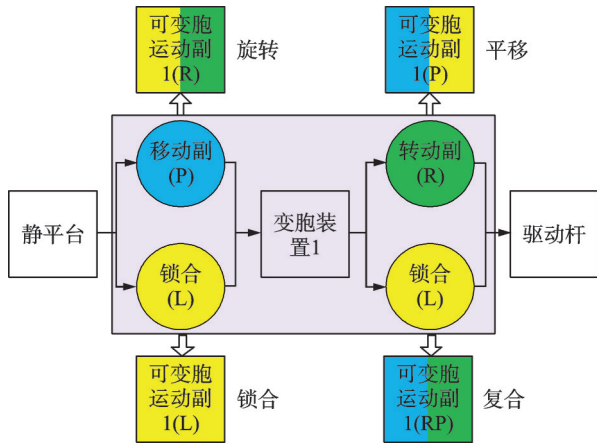 可变胞
运动副
1(R)
旋转
可变胞
运动副
1(P)
平移
移动副
(P)
转动副
(R)
静平台
变胞装
置1
驱动杆
锁合
(L)
锁合
(L)
可变胞
运动副
1(L)
锁合
可变胞
运动副
1(RP)
复合